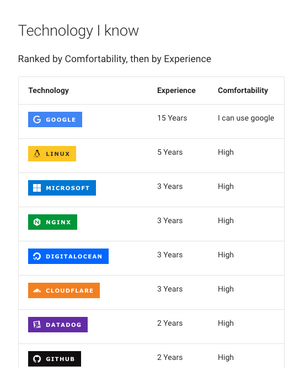 Technology I know
Ranked by Comfortability, then by Experience
Technology Experience Comfortability
GOOGLE 15 Years I can use google
LINUX 5 Years High
MICROSOFT 3 Years High
NGINX 3 Years High
DIGITALOCEAN 3 Years High
CLOUDFLARE 3 Years High
DATADOG 2 Years High
GITHUB 2 Years High